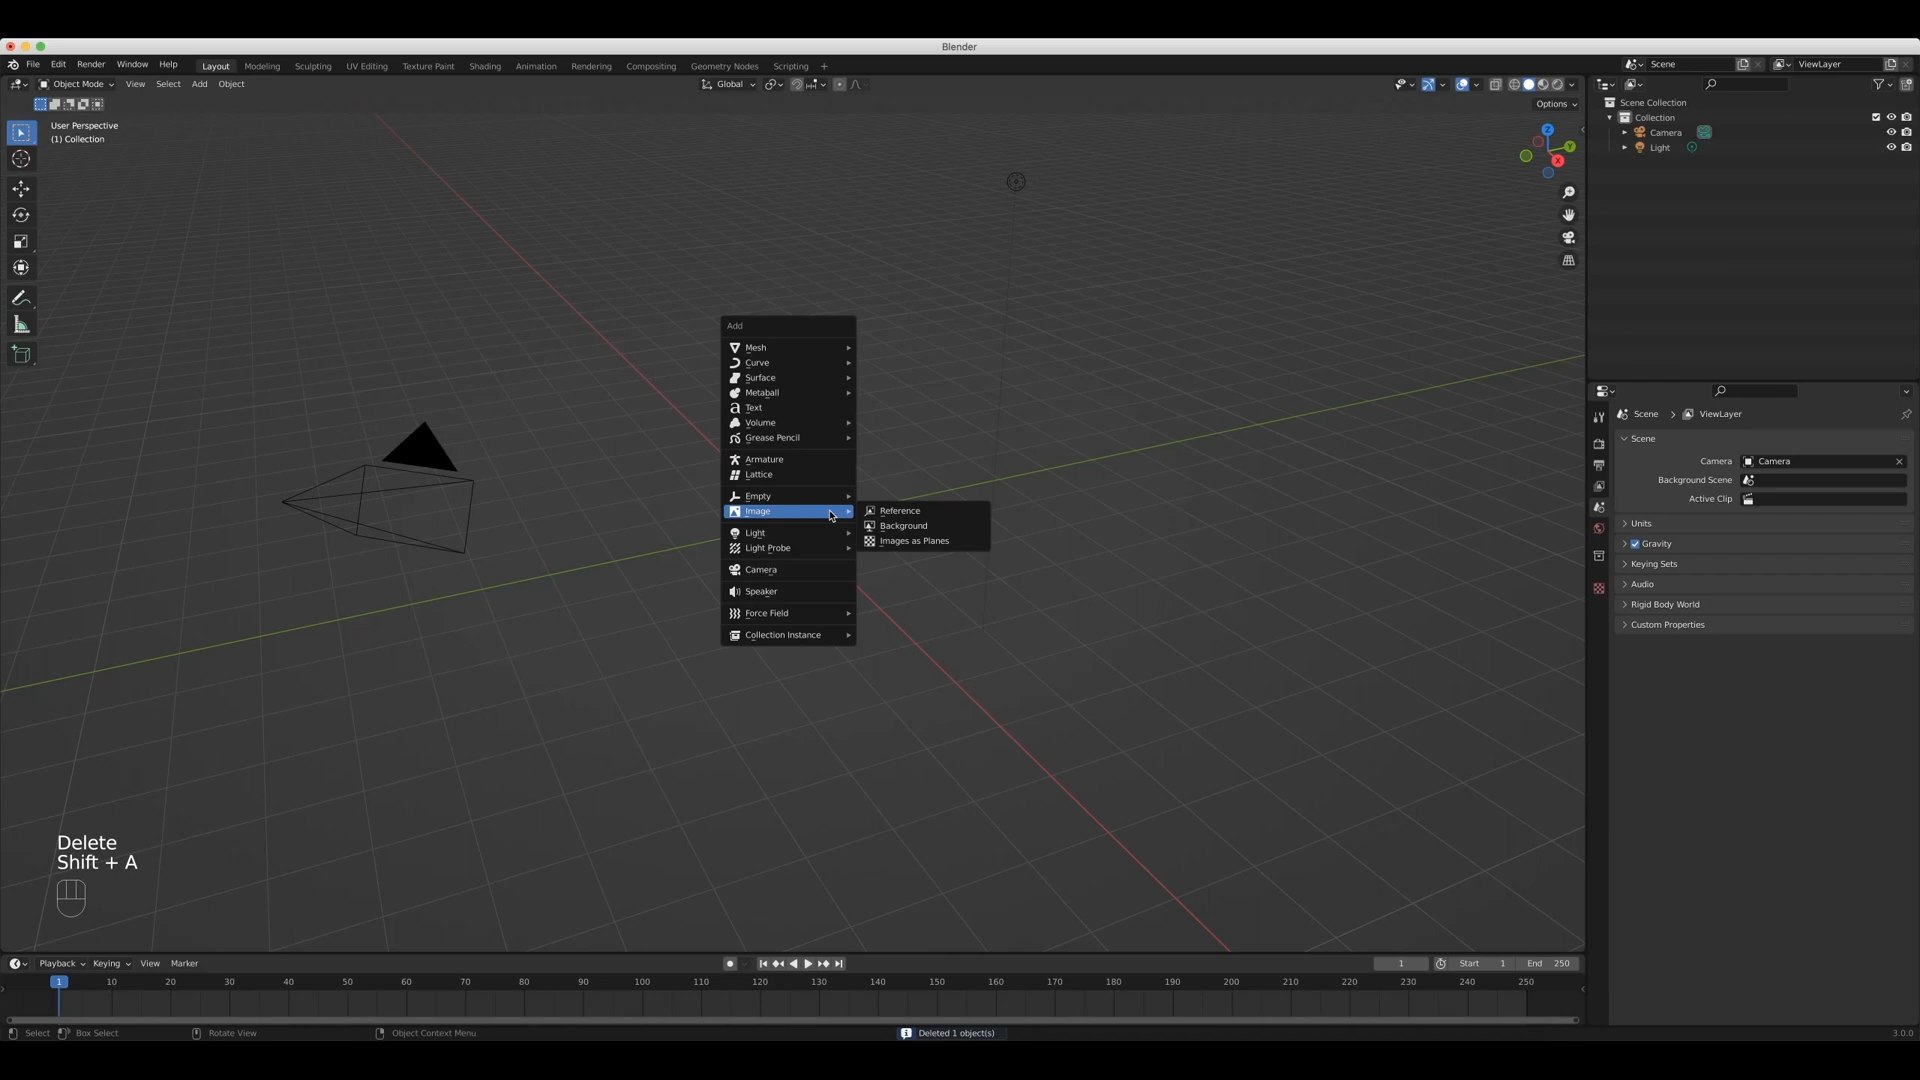 Blender
File Edit Render Window Help Layout Modeling Sculpting UV Editing Texture Paint Shading Animation Rendering Compositing Geometry Nodes Scripting + Scene ViewLayer
Object Mode View Select Add Object Global
Options
User Perspective
(1) Collection
Z
Y
X
Scene Collection
Collection
Camera
Light
Add
Mesh
Curve
Surface
Metaball
Text
Volume
Grease Pencil
Armature
Lattice
Empty
Image
Light
Light Probe
Camera
Speaker
Force Field
Collection Instance
Reference
Background
Images as Planes
Scene > ViewLayer
Scene
Camera Camera
Background Scene
Active Clip
Units
Gravity
Keying Sets
Audio
Rigid Body World
Custom Properties
Delete
Shift + A
Playback Keying View Marker 1 Start 1 End 250
1 10 20 30 40 50 60 70 80 90 100 110 120 130 140 150 160 170 180 190 200 210 220 230 240 250
Select Box Select Rotate View Object Context Menu Deleted 1 object(s) 3.0.0